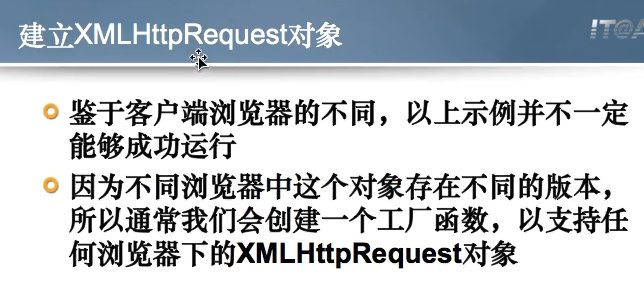 建立XMLHttpRequest对象
IT@A
鉴于客户端浏览器的不同，以上示例并不一定
能够成功运行
因为不同浏览器中这个对象存在不同的版本，
所以通常我们会创建一个工厂函数，以支持任
何浏览器下的XMLHttpRequest对象